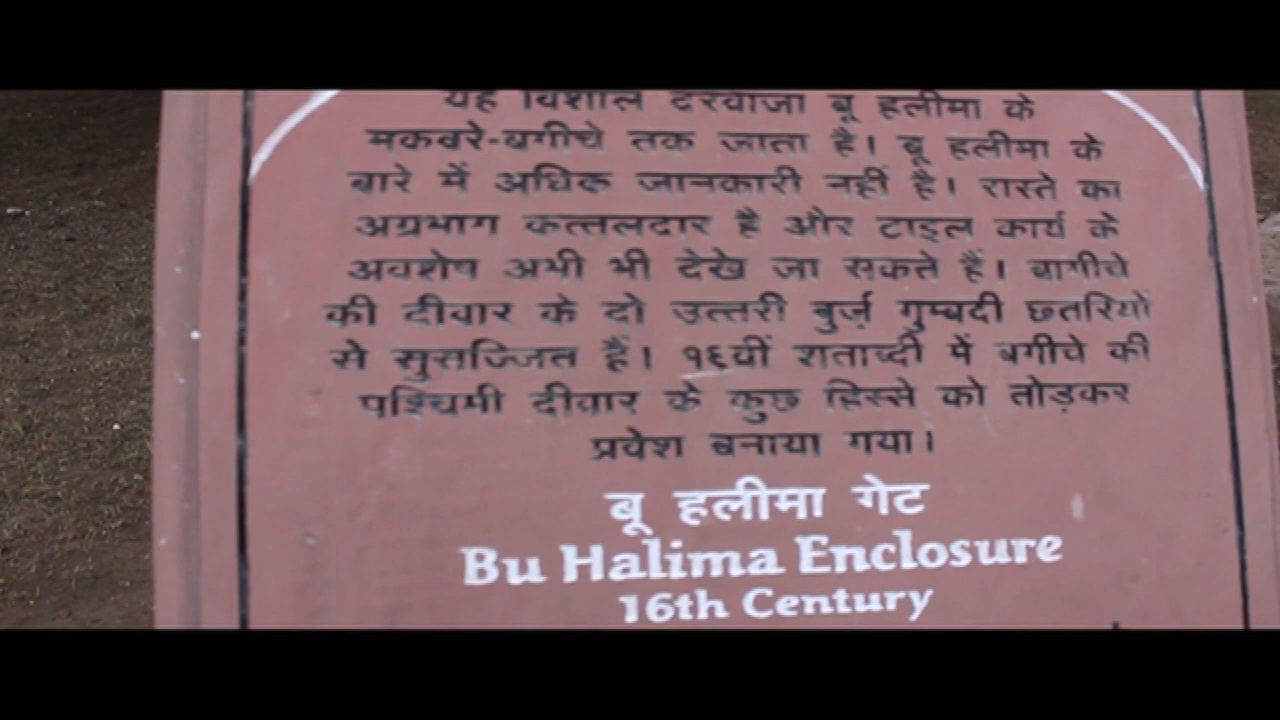 यह विशाल दरवाजा बू हलीमा के
मकबरे-बगीचे तक जाता है। बू हलीमा के
बारे में अधिक जानकारी नहीं है। रास्ते का
अग्रभाग कत्तलदार है और टाइल कार्य के
अवशेष अभी भी देखे जा सकते हैं। बागीचे
की दीवार के दो उत्तरी बुर्ज़ गुम्बदी छतरियों
से सुसज्जित हैं। १६वीं शताब्दी में बगीचे की
पश्चिमी दीवार के कुछ हिस्से को तोड़कर
प्रवेश बनाया गया।
बू हलीमा गेट
Bu Halima Enclosure
16th Century